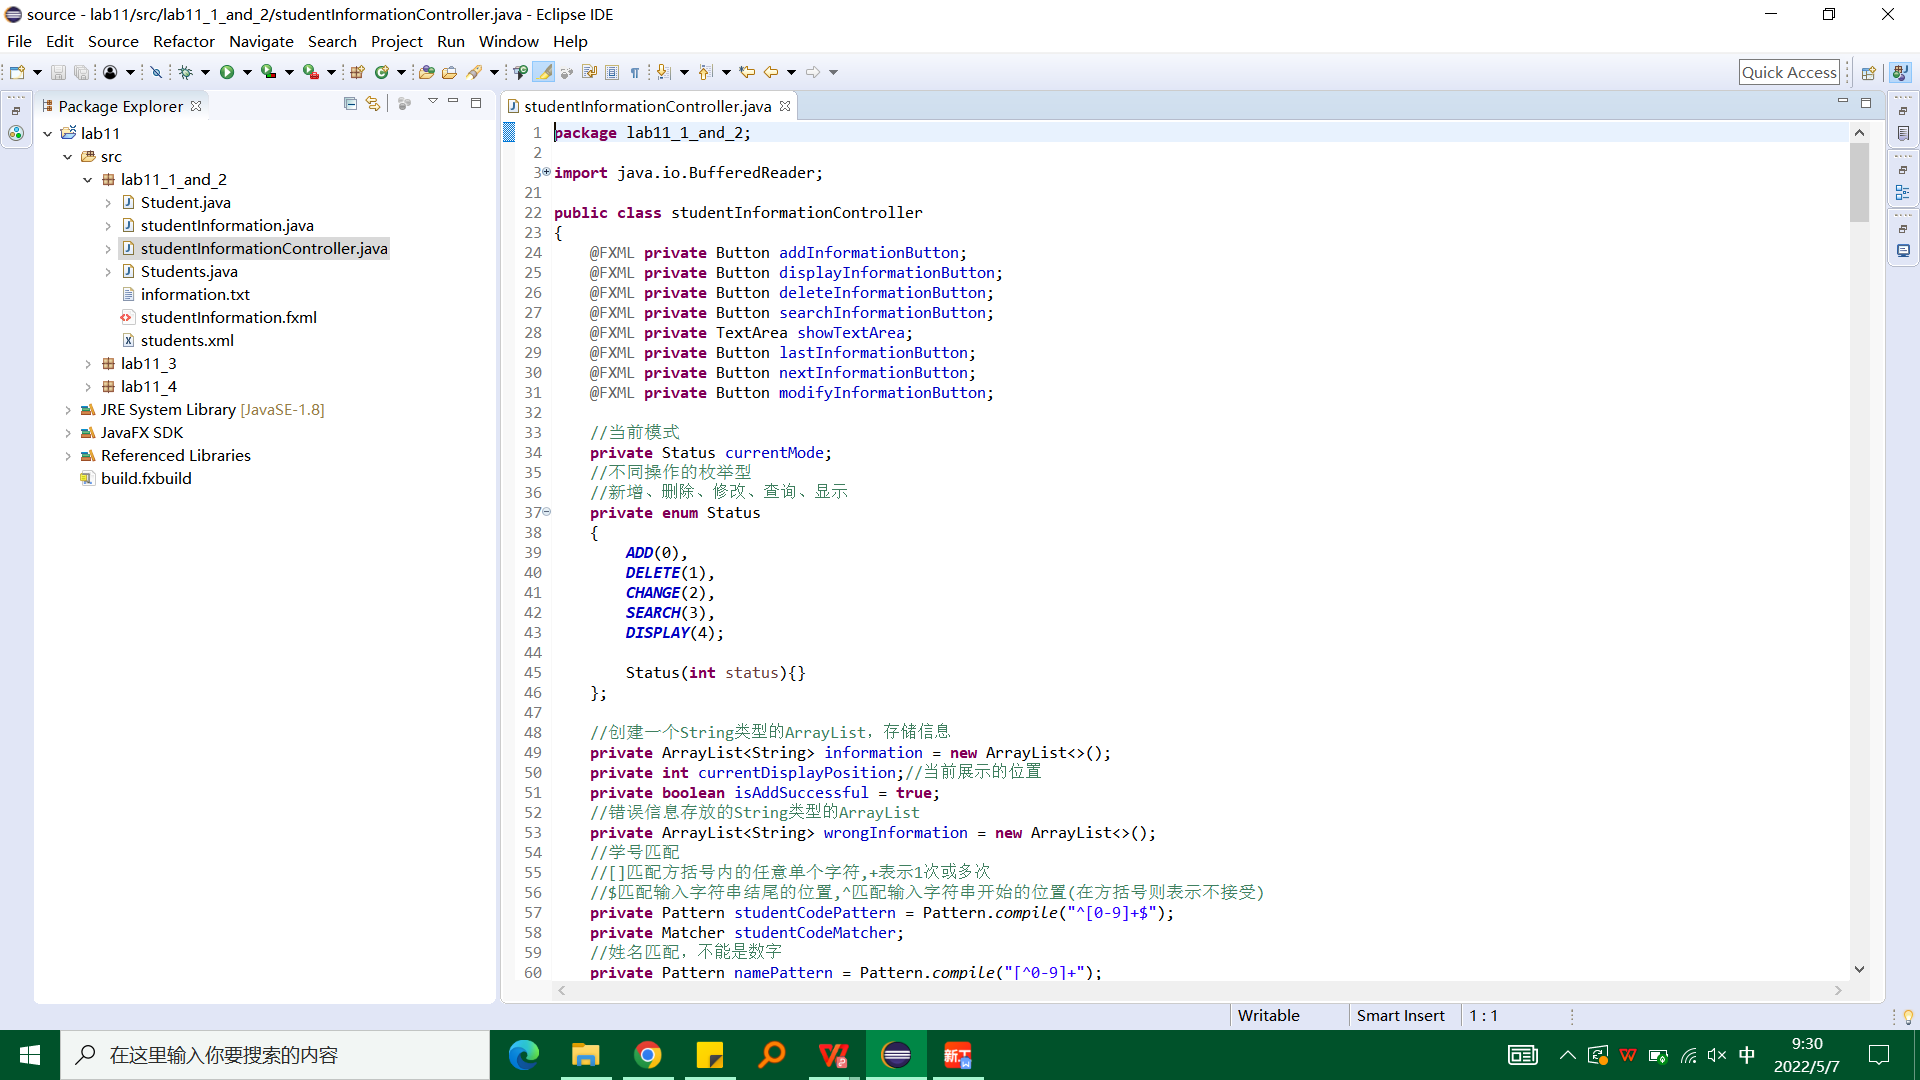 source - lab11/src/lab11_1_and_2/studentInformationController.java - Eclipse IDE
File Edit Source Refactor Navigate Search Project Run Window Help
Quick Access
Package Explorer
lab11
src
lab11_1_and_2
Student.java
studentInformation.java
studentInformationController.java
Students.java
information.txt
studentInformation.fxml
students.xml
lab11_3
lab11_4
JRE System Library [JavaSE-1.8]
JavaFX SDK
Referenced Libraries
build.fxbuild
studentInformationController.java
1 package lab11_1_and_2;
2
3 import java.io.BufferedReader;
21
22 public class studentInformationController
23 {
24 @FXML private Button addInformationButton;
25 @FXML private Button displayInformationButton;
26 @FXML private Button deleteInformationButton;
27 @FXML private Button searchInformationButton;
28 @FXML private TextArea showTextArea;
29 @FXML private Button lastInformationButton;
30 @FXML private Button nextInformationButton;
31 @FXML private Button modifyInformationButton;
32
33 //当前模式
34 private Status currentMode;
35 //不同操作的枚举型
36 //新增、删除、修改、查询、显示
37 private enum Status
38 {
39 ADD(0),
40 DELETE(1),
41 CHANGE(2),
42 SEARCH(3),
43 DISPLAY(4);
44
45 Status(int status){}
46 };
47
48 //创建一个String类型的ArrayList，存储信息
49 private ArrayList<String> information = new ArrayList<>();
50 private int currentDisplayPosition;//当前展示的位置
51 private boolean isAddSuccessful = true;
52 //错误信息存放的String类型的ArrayList
53 private ArrayList<String> wrongInformation = new ArrayList<>();
54 //学号匹配
55 //[]匹配方括号内的任意单个字符,+表示1次或多次
56 //$匹配输入字符串结尾的位置,^匹配输入字符串开始的位置(在方括号则表示不接受)
57 private Pattern studentCodePattern = Pattern.compile("^[0-9]+$");
58 private Matcher studentCodeMatcher;
59 //姓名匹配，不能是数字
60 private Pattern namePattern = Pattern.compile("[^0-9]+");
Writable Smart Insert 1 : 1
在这里输入你要搜索的内容
中
9:30
2022/5/7